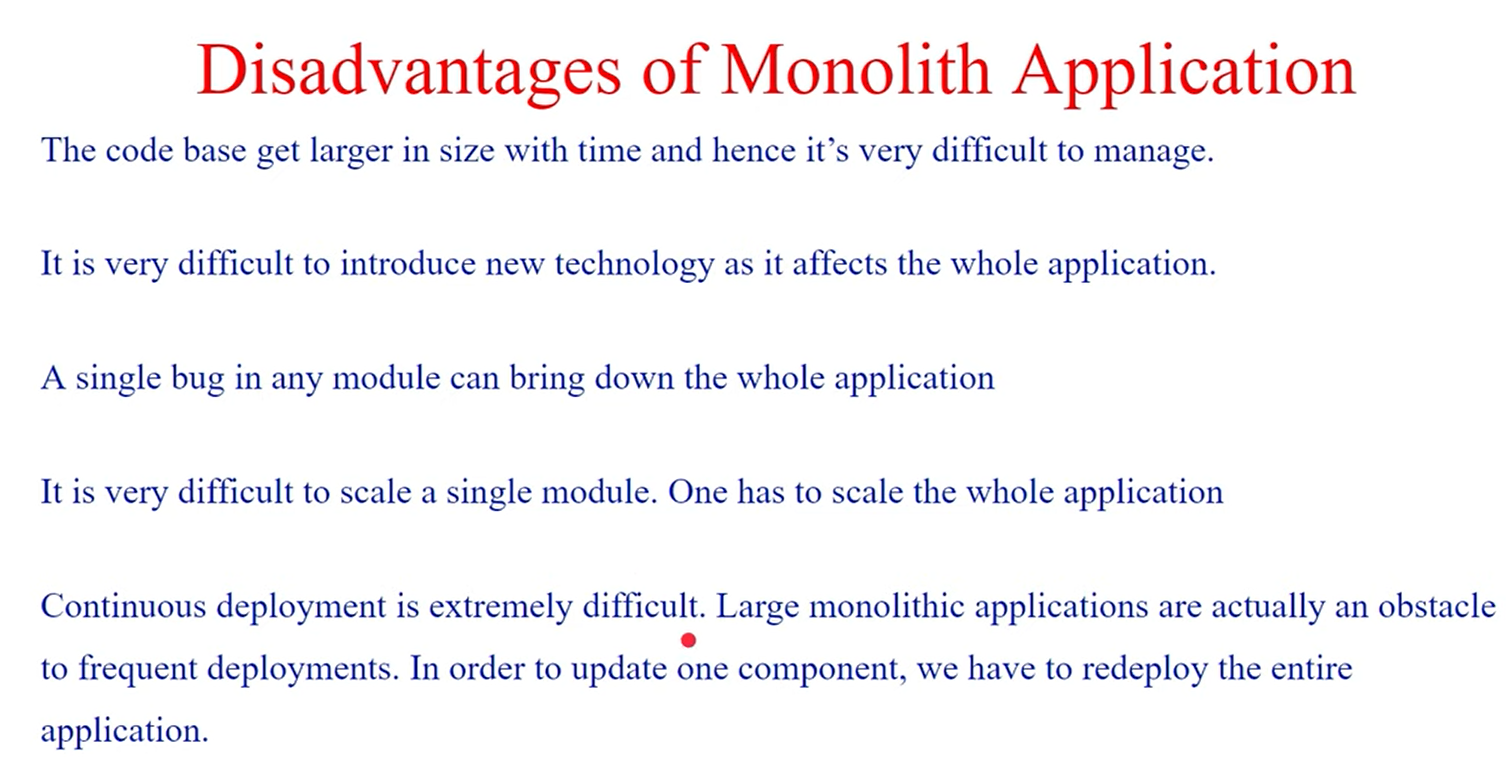 Disadvantages of Monolith Application
The code base get larger in size with time and hence it’s very difficult to manage.
It is very difficult to introduce new technology as it affects the whole application.
A single bug in any module can bring down the whole application
It is very difficult to scale a single module. One has to scale the whole application
Continuous deployment is extremely difficult. Large monolithic applications are actually an obstacle
to frequent deployments. In order to update one component, we have to redeploy the entire
application.